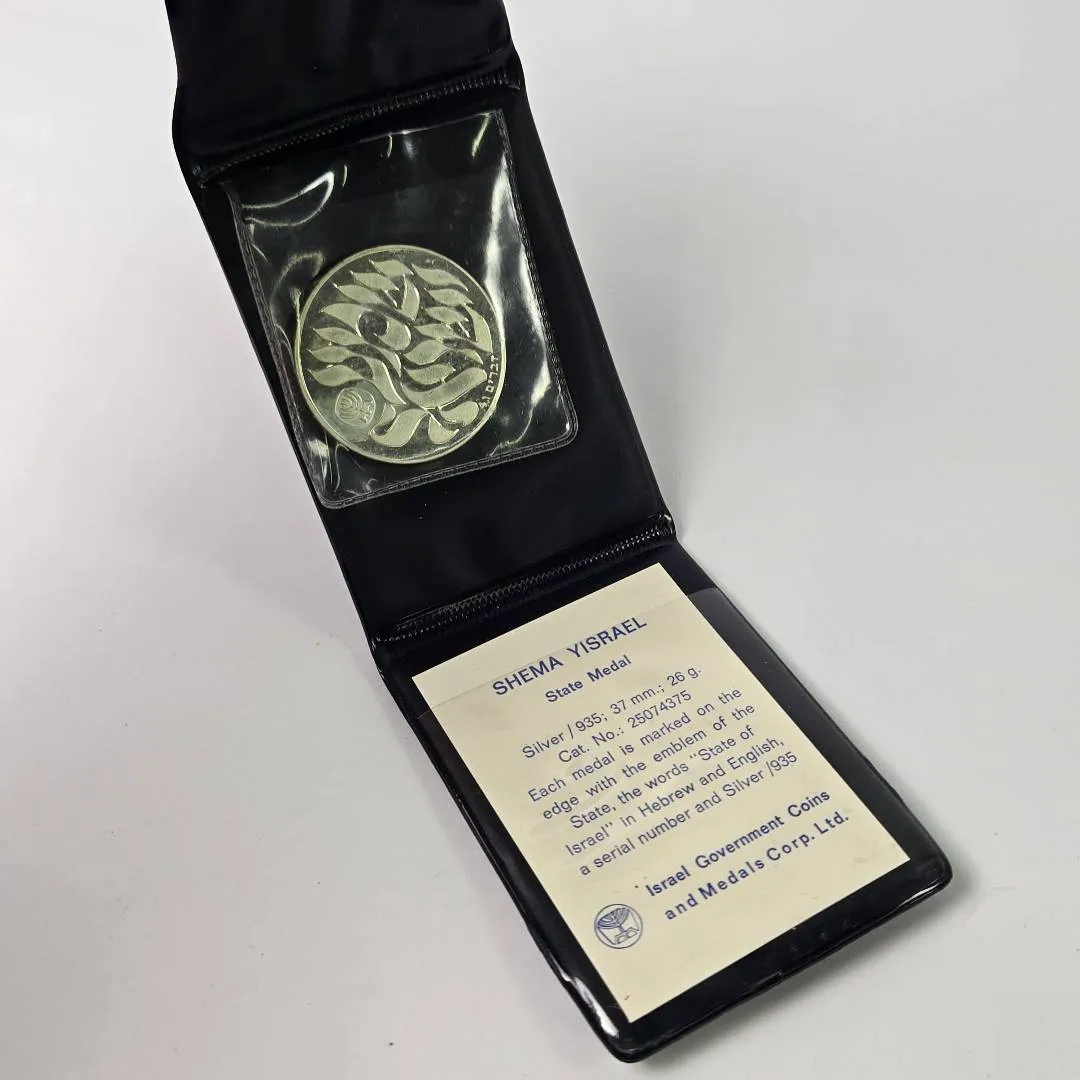 דברים ו,ד
SHEMA YISRAEL
State Medal
Silver / 935; 37 mm.; 26 g.
Cat. No.: 25074375
Each medal is marked on the
edge with the emblem of the
State, the words "State of
Israel" in Hebrew and English,
a serial number and Silver /935
Israel Government Coins
and Medals Corp. Ltd.